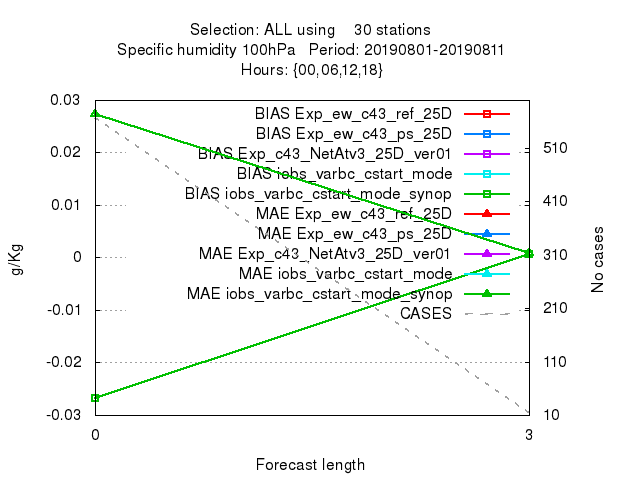 Selection: ALL using 30 stations
Specific humidity 100hPa Period: 20190801-20190811
Hours: {00,06,12,18}
0.03
0.02
0.01
0
-0.01
-0.02
-0.03
g/Kg
BIAS Exp_ew_c43_ref_25D
BIAS Exp_ew_c43_ps_25D
BIAS Exp_c43_NetAtv3_25D_ver01
BIAS iobs_varbc_cstart_mode
BIAS iobs_varbc_cstart_mode_synop
MAE Exp_ew_c43_ref_25D
MAE Exp_ew_c43_ps_25D
MAE Exp_c43_NetAtv3_25D_ver01
MAE iobs_varbc_cstart_mode
MAE iobs_varbc_cstart_mode_synop
CASES
510
410
310
210
110
10
No cases
0
3
Forecast length